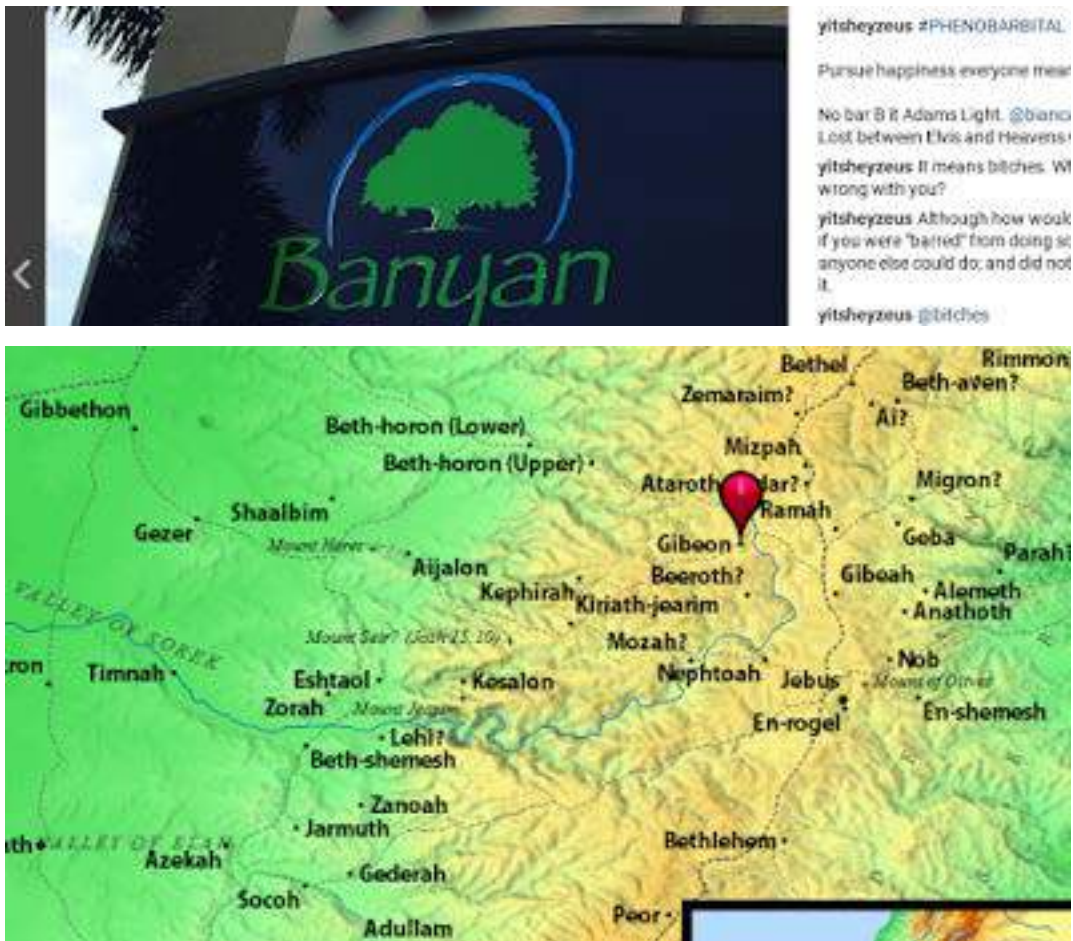 yitsheyzeus #PHENOBARBITAL
Pursue happiness everyone
No bar B it Adams Light.
Lost between Elvis and Heavens
yitsheyzeus It means bitches.
wrong with you?
yitsheyzeus Although how would
if you were "barred" from doing
anyone else could do; and did not
it.
yitsheyzeus @bitches
Banyan
Bethel
Rimmon
Zemaraim?
Beth-aven?
Gibbethon
Ai?
Beth-horon (Lower)
Mizpah
Beth-horon (Upper)
Migron?
Shaalbim
Ramah
Gezer
Gibeon
Geba
Parah?
Mount Heres
Aijalon
Beeroth?
Gibeah
Kephirah
Kiriath-jearim
Alemeth
Anathoth
VALLEY OF SOREK
Mount Seir? (Josh 15:10)
Mozah?
Nob
Timnah
Eshtaol
Kesalon
Nephtoah
Jebus
Mount of Olives
Zorah
Mount Jearim
En-rogel
En-shemesh
Lehi?
Beth-shemesh
Zanoah
Jarmuth
Bethlehem
VALLEY OF ELAH
Azekah
Gederah
Socoh
Peor
Adullam